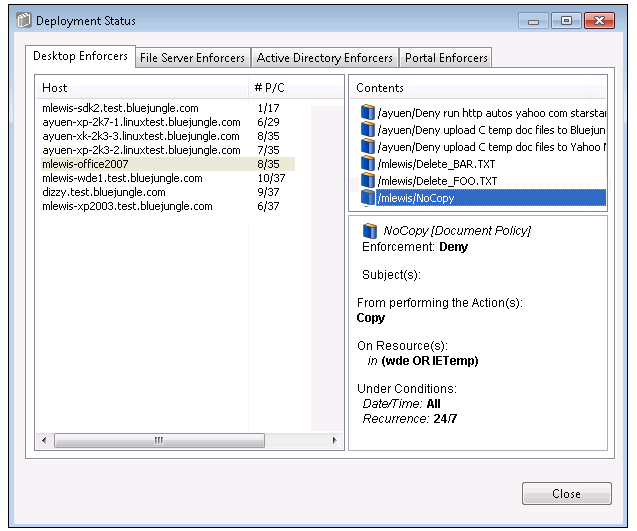 Deployment Status
Desktop Enforcers File Server Enforcers Active Directory Enforcers Portal Enforcers
Host # P/C
mlewis-sdk2.test.bluejungle.com 1/17
ayuen-xp-2k7-1.linuxtest.bluejungle.com 6/29
ayuen-xk-2k3-3.linuxtest.bluejungle.com 8/35
ayuen-xp-2k3-2.linuxtest.bluejungle.com 7/35
mlewis-office2007 8/35
mlewis-wde1.test.bluejungle.com 10/37
dizzy.test.bluejungle.com 9/37
mlewis-xp2003.test.bluejungle.com 6/37
Contents
/ayuen/Deny run http autos yahoo com starstar
/ayuen/Deny upload C temp doc files to Bluejun
/ayuen/Deny upload C temp doc files to Yahoo
/mlewis/Delete_BAR.TXT
/mlewis/Delete_FOO.TXT
/mlewis/NoCopy
NoCopy [Document Policy]
Enforcement: Deny
Subject(s):
From performing the Action(s):
Copy
On Resource(s):
in (wde OR IETemp)
Under Conditions:
Date/Time: All
Recurrence: 24/7
Close